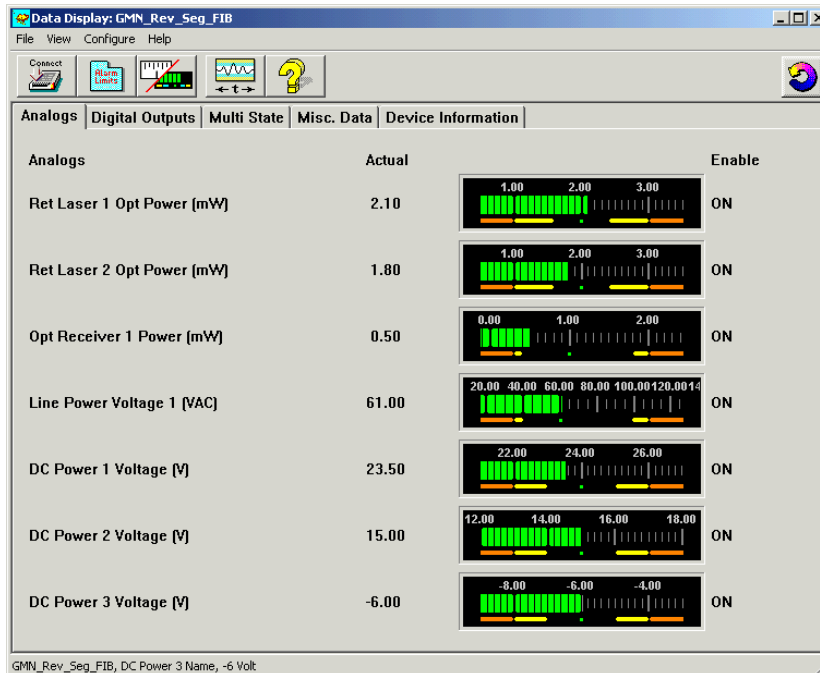 Data Display: GMN_Rev_Seg_FIB
File View Configure Help
Connect
Alarm Limits
t
Analogs Digital Outputs Multi State Misc. Data Device Information
Analogs Actual Enable
1.00 2.00 3.00
Ret Laser 1 Opt Power (mW) 2.10 ON
1.00 2.00 3.00
Ret Laser 2 Opt Power (mW) 1.80 ON
0.00 1.00 2.00
Opt Receiver 1 Power (mW) 0.50 ON
20.00 40.00 60.00 80.00 100.00120.0014
Line Power Voltage 1 (VAC) 61.00 ON
22.00 24.00 26.00
DC Power 1 Voltage (V) 23.50 ON
12.00 14.00 16.00 18.00
DC Power 2 Voltage (V) 15.00 ON
-8.00 -6.00 -4.00
DC Power 3 Voltage (V) -6.00 ON
GMN_Rev_Seg_FIB, DC Power 3 Name, -6 Volt